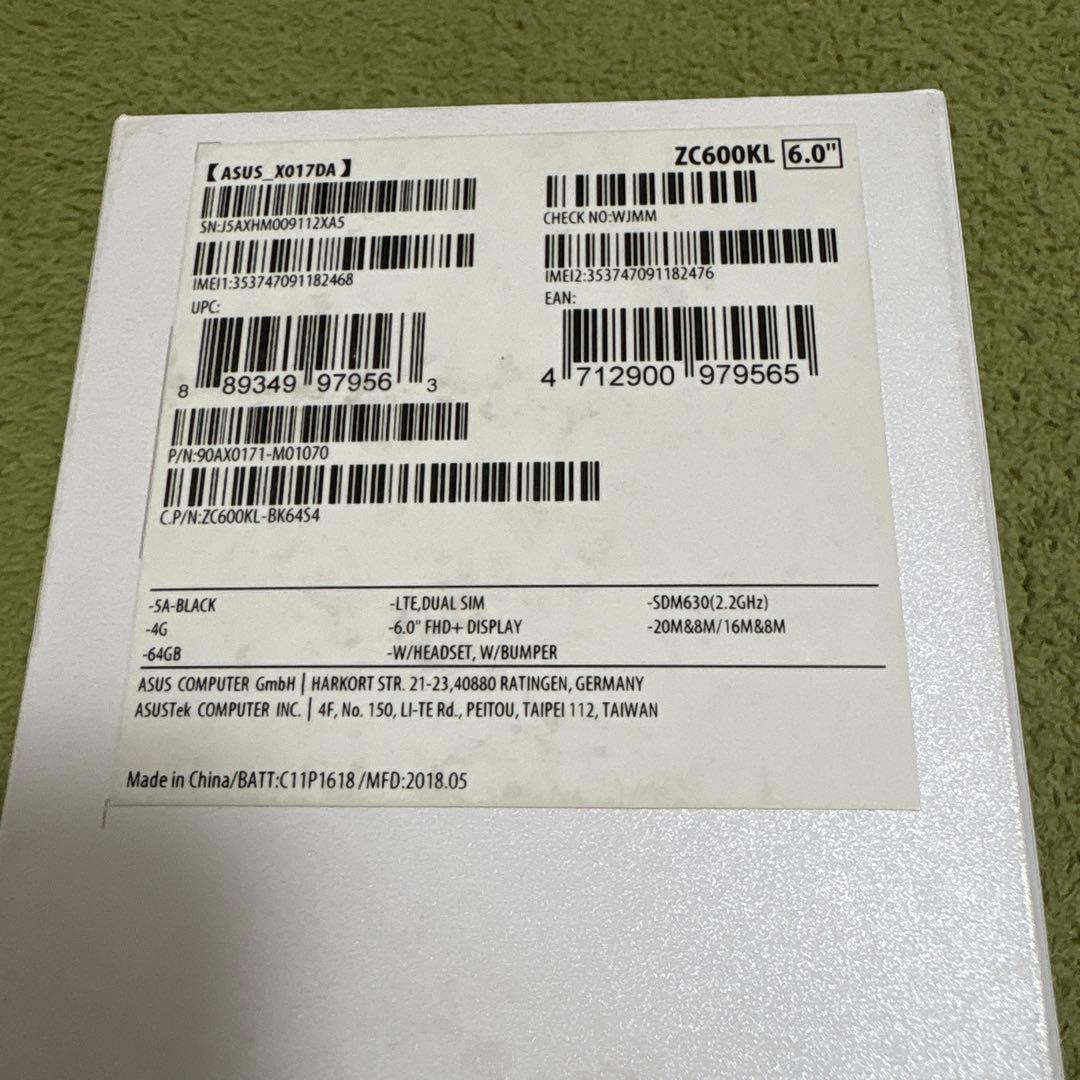 【ASUS_X017DA】
ZC600KL 6.0"
SN:J5AXHM009112XA5
CHECK NO:WJMM
IMEI1:353747091182468
IMEI2:353747091182476
UPC:
EAN:
8 89349 97956 3
4 712900 979565
P/N:90AX0171-M01070
C.P/N:ZC600KL-BK64S4
-5A-BLACK
-LTE,DUAL SIM
-SDM630(2.2GHz)
-4G
-6.0" FHD+ DISPLAY
-20M&8M/16M&8M
-64GB
-W/HEADSET, W/BUMPER
ASUS COMPUTER GmbH | HARKORT STR. 21-23,40880 RATINGEN, GERMANY
ASUSTek COMPUTER INC. | 4F, No. 150, LI-TE Rd., PEITOU, TAIPEI 112, TAIWAN
Made in China/BATT:C11P1618 /MFD:2018.05